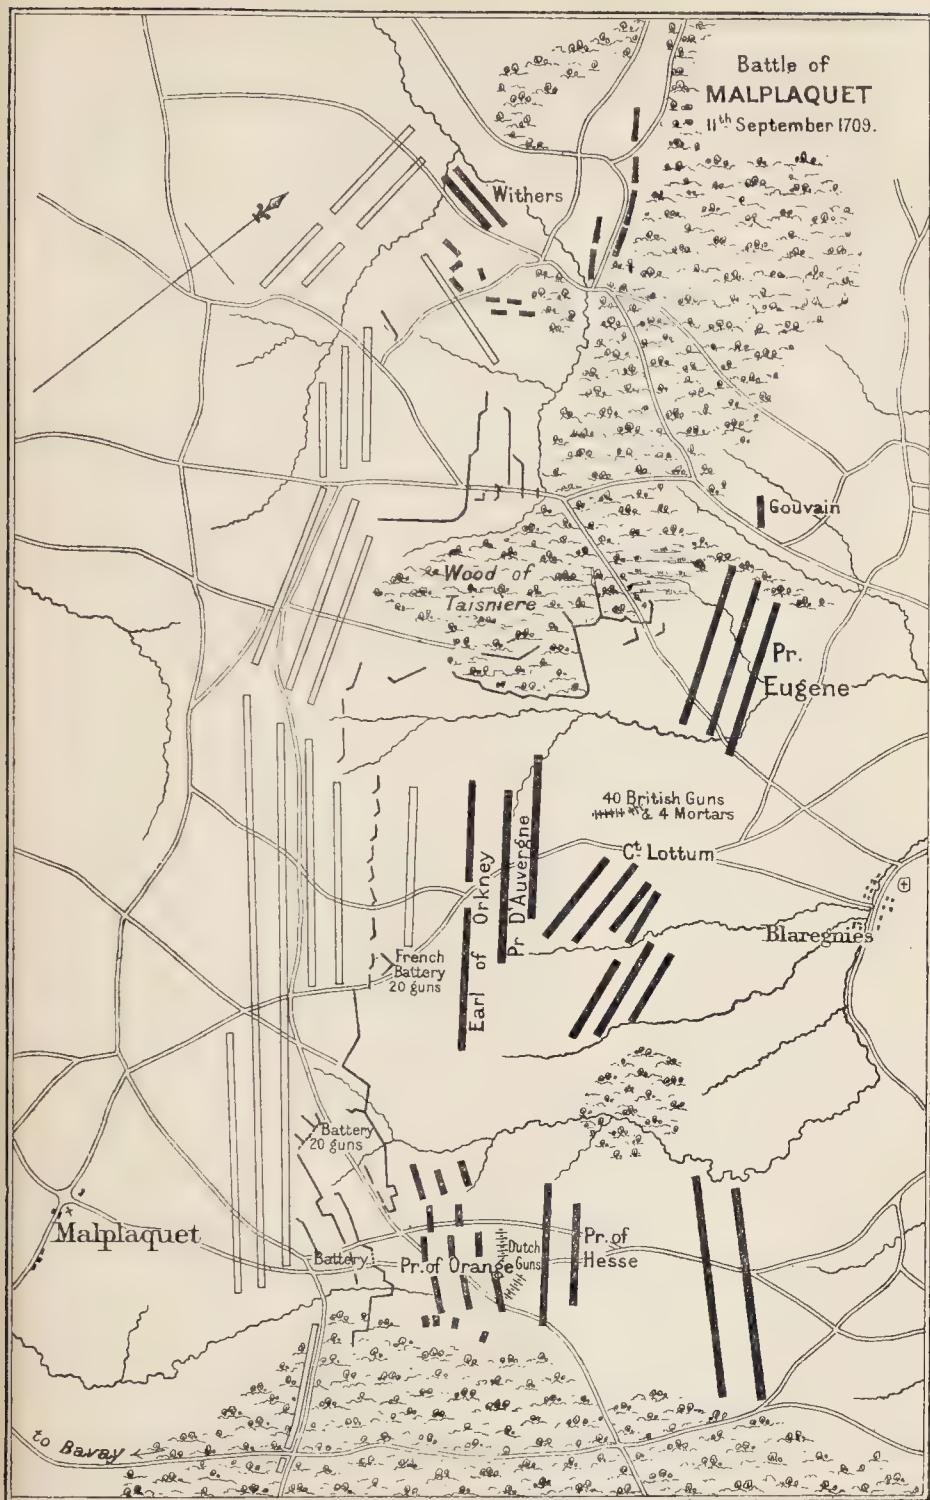 Battle of
MALPLAQUET
11th September 1709.
Withers
Gouvain
Wood of
Taisniere
Pr.
Eugene
40 British Guns
& 4 Mortars
Ct. Lottum
Earl of Orkney
Pr D'Auvergne
Blaregnies
French
Battery
20 guns
Battery
20 guns
Malplaquet
Battery
Pr. of Orange
Dutch
Guns
Pr. of
Hesse
to Bavay